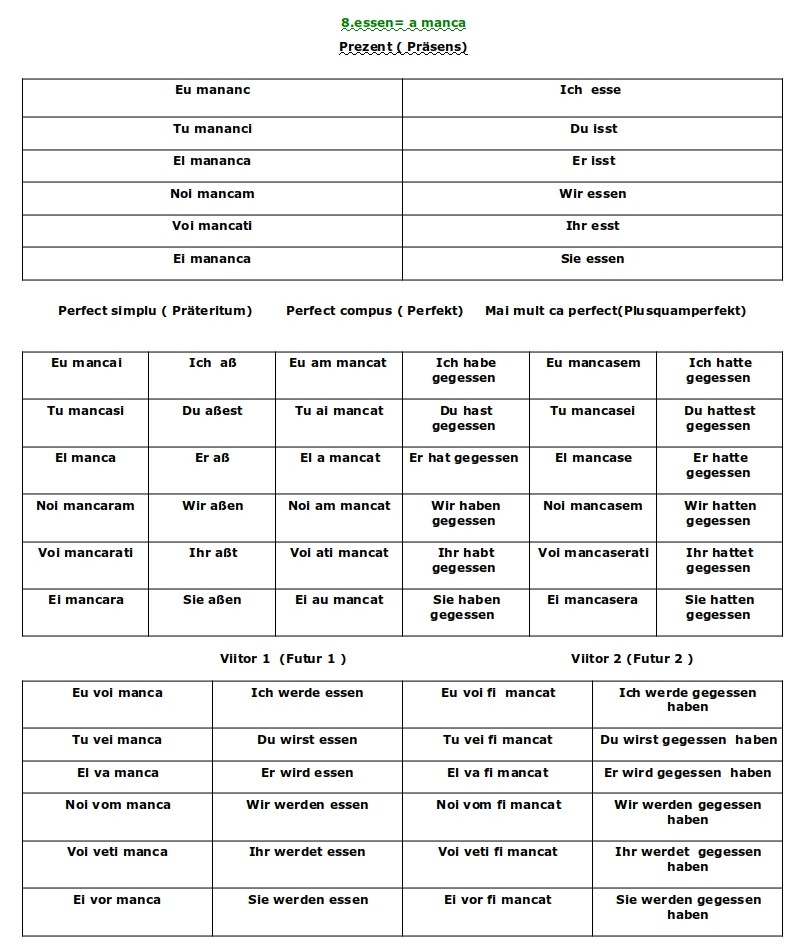 8.essen= a manca
Prezent ( Präsens)
Eu mananc Ich esse
Tu mananci Du isst
El mananca Er isst
Noi mancam Wir essen
Voi mancati Ihr esst
Ei mananca Sie essen
Perfect simplu ( Präteritum) Perfect compus ( Perfekt) Mai mult ca perfect(Plusquamperfekt)
Eu mancai Ich aß Eu am mancat Ich habe gegessen Eu mancasem Ich hatte gegessen
Tu mancasi Du aßest Tu ai mancat Du hast gegessen Tu mancasei Du hattest gegessen
El manca Er aß El a mancat Er hat gegessen El mancase Er hatte gegessen
Noi mancaram Wir aßen Noi am mancat Wir haben gegessen Noi mancasem Wir hatten gegessen
Voi mancarati Ihr aßt Voi ati mancat Ihr habt gegessen Voi mancaserati Ihr hattet gegessen
Ei mancara Sie aßen Ei au mancat Sie haben gegessen Ei mancasera Sie hatten gegessen
Viitor 1 (Futur 1 ) Viitor 2 (Futur 2 )
Eu voi manca Ich werde essen Eu voi fi mancat Ich werde gegessen haben
Tu vei manca Du wirst essen Tu vei fi mancat Du wirst gegessen haben
El va manca Er wird essen El va fi mancat Er wird gegessen haben
Noi vom manca Wir werden essen Noi vom fi mancat Wir werden gegessen haben
Voi veti manca Ihr werdet essen Voi veti fi mancat Ihr werdet gegessen haben
Ei vor manca Sie werden essen Ei vor fi mancat Sie werden gegessen haben